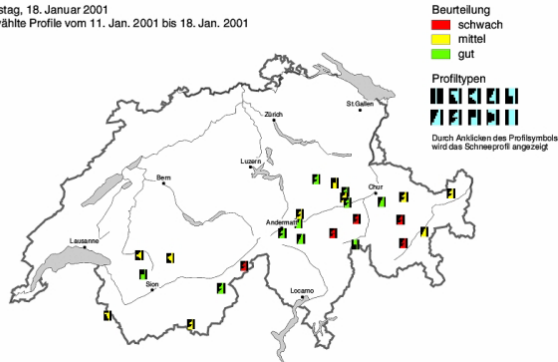 stag, 18. Januar 2001
wählte Profile vom 11. Jan. 2001 bis 18. Jan. 2001
Beurteilung
schwach
mittel
gut
Profiltypen
Durch Anklicken des Profilsymbols
wird das Schneeprofil angezeigt
St.Gallen
Zürich
Luzern
Bern
Chur
Andermatt
Lausanne
Sion
Locarno